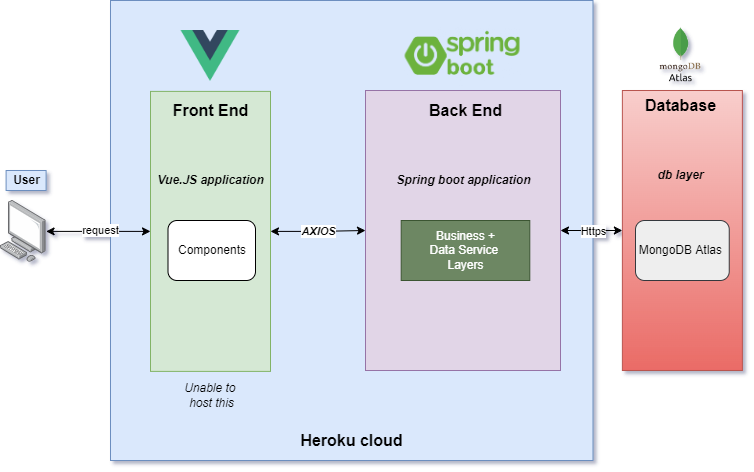 spring
boot
mongoDB
Atlas
Front End
Back End
Database
User
Vue.JS application
Spring boot application
db layer
request
Components
AXIOS
Business +
Data Service
Layers
Https
MongoDB Atlas
Unable to
host this
Heroku cloud